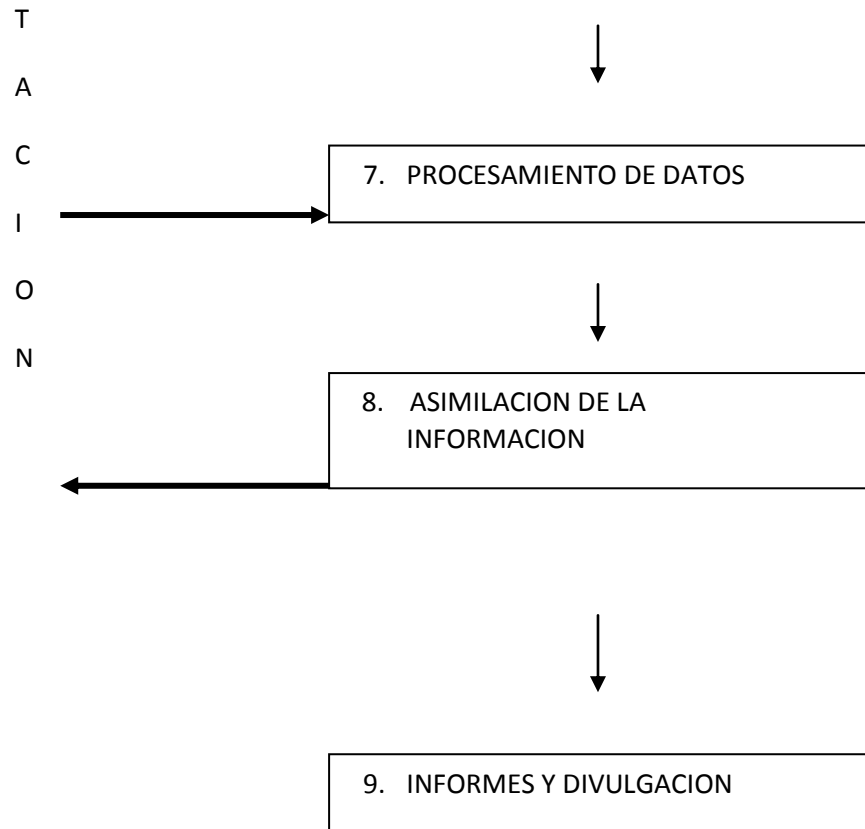 T
A
C
I
O
N
7. PROCESAMIENTO DE DATOS
8. ASIMILACION DE LA
INFORMACION
9. INFORMES Y DIVULGACION